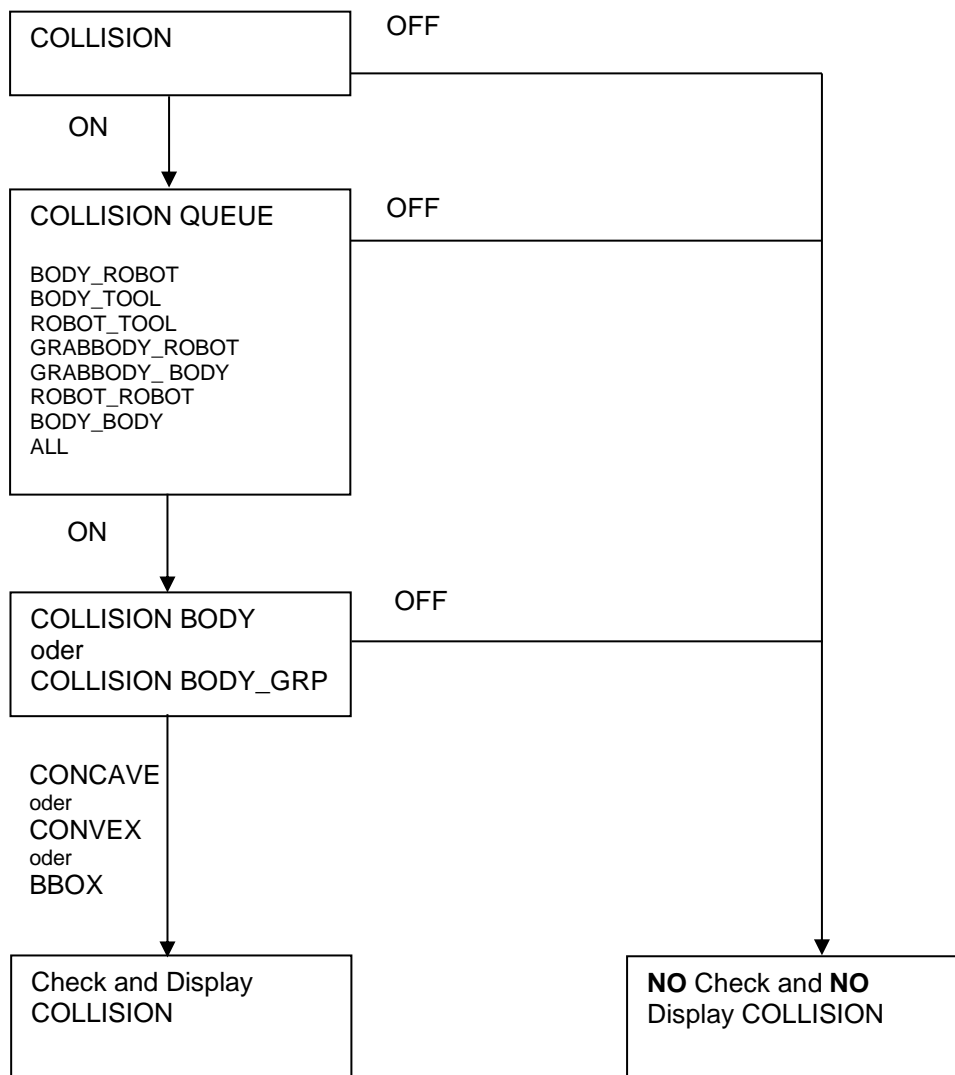 COLLISION
OFF
ON
COLLISION QUEUE
OFF
BODY_ROBOT
BODY_TOOL
ROBOT_TOOL
GRABBODY_ROBOT
GRABBODY_ BODY
ROBOT_ROBOT
BODY_BODY
ALL
ON
COLLISION BODY
OFF
oder
COLLISION BODY_GRP
CONCAVE
oder
CONVEX
oder
BBOX
Check and Display
COLLISION
NO Check and NO
Display COLLISION